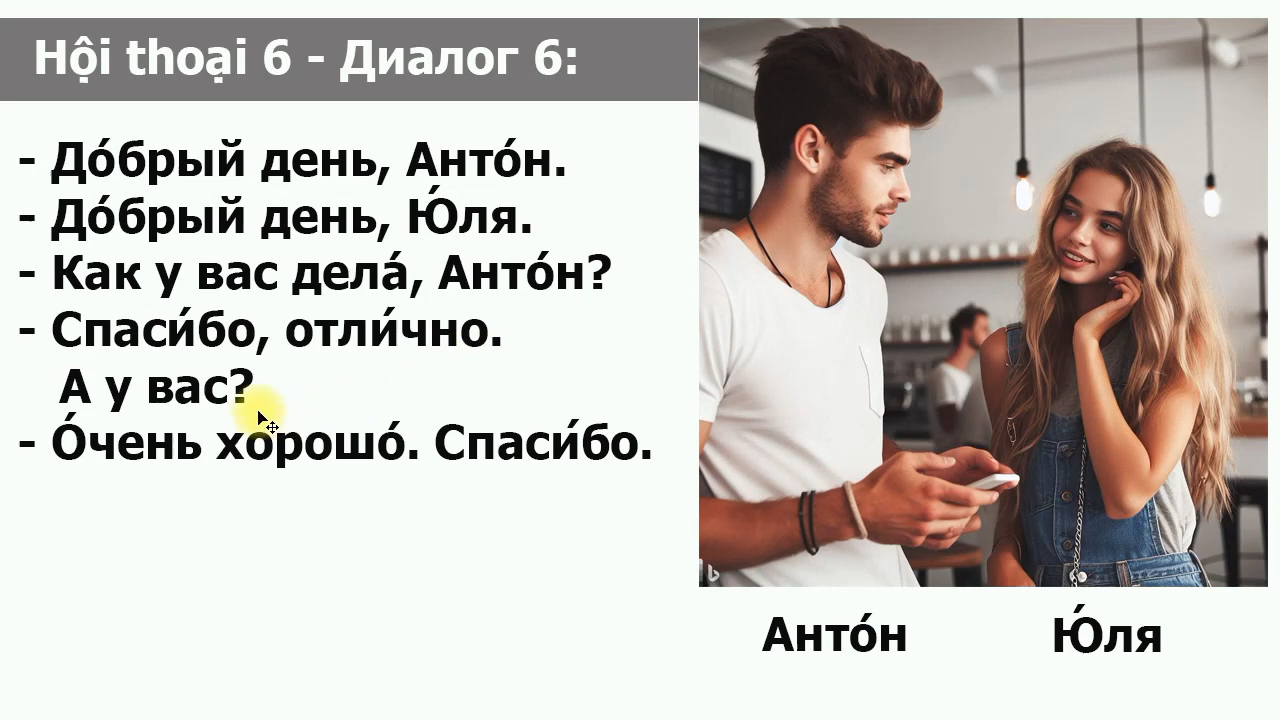 Hội thoại 6 - Диалог 6:
- До́брый день, Анто́н.
- До́брый день, Ю́ля.
- Как у вас дела́, Анто́н?
- Спаси́бо, отли́чно.
А у вас?
- О́чень хорошо́. Спаси́бо.
Анто́н
Ю́ля